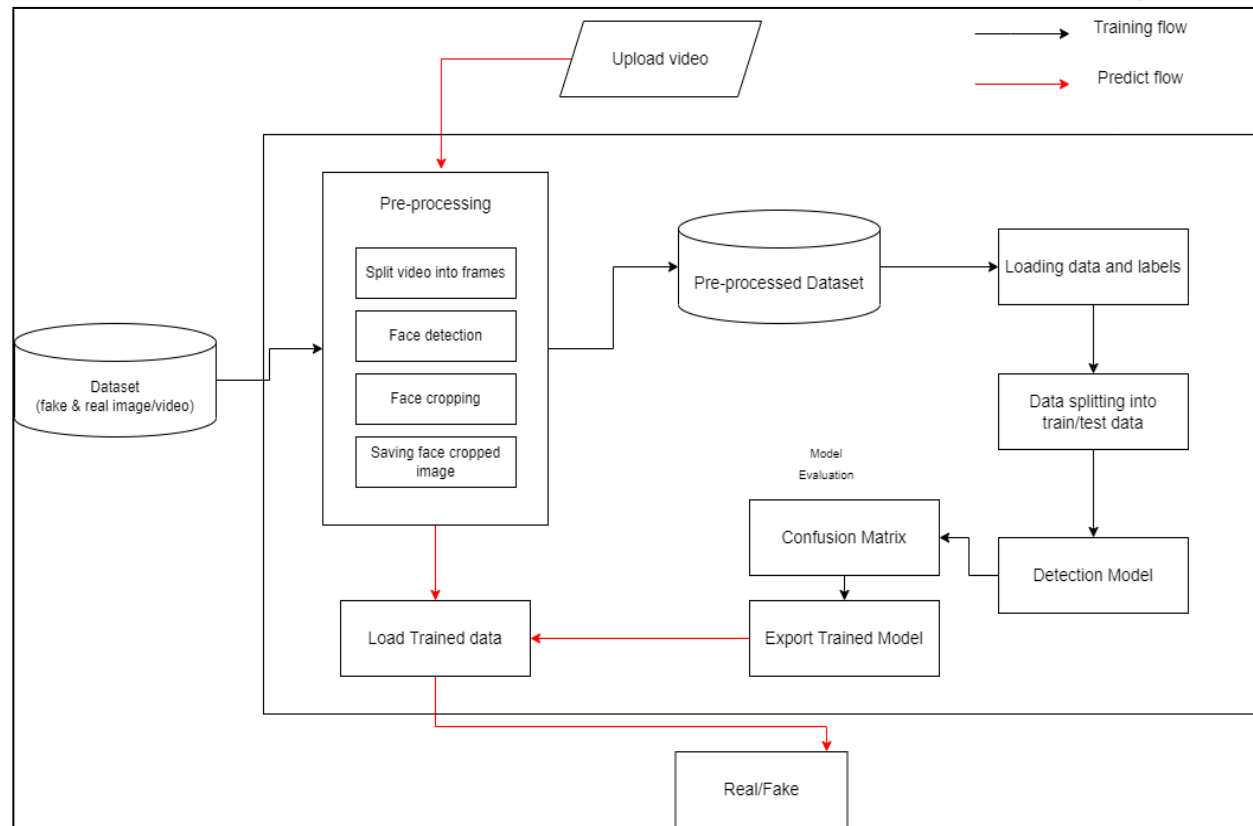 Upload video
Training flow
Predict flow
Pre-processing
Split video into frames
Face detection
Face cropping
Saving face cropped
image
Dataset
(fake & real image/video)
Pre-processed Dataset
Loading data and labels
Data splitting into
train/test data
Detection Model
Model
Evaluation
Confusion Matrix
Export Trained Model
Load Trained data
Real/Fake